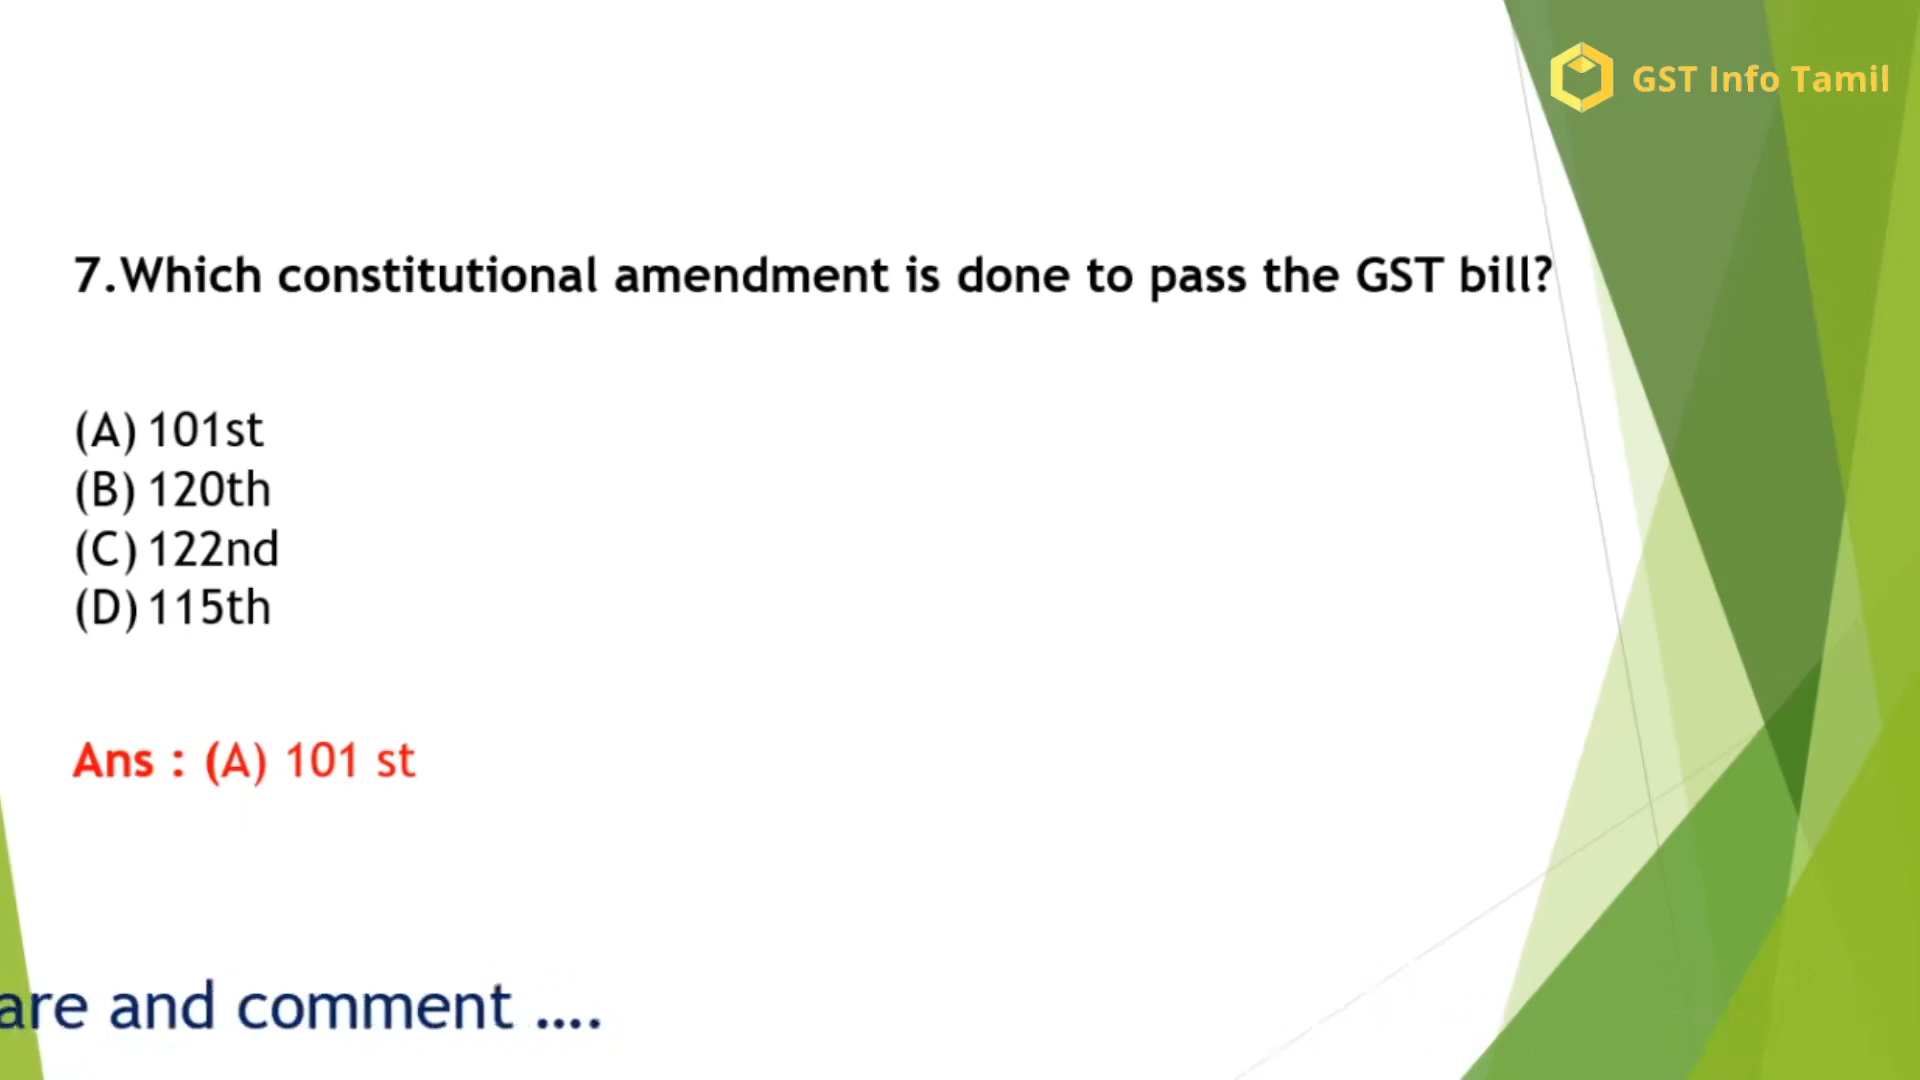 GST Info Tamil
7.Which constitutional amendment is done to pass the GST bill?
(A) 101st
(B) 120th
(C) 122nd
(D) 115th
Ans : (A) 101 st
are and comment ....